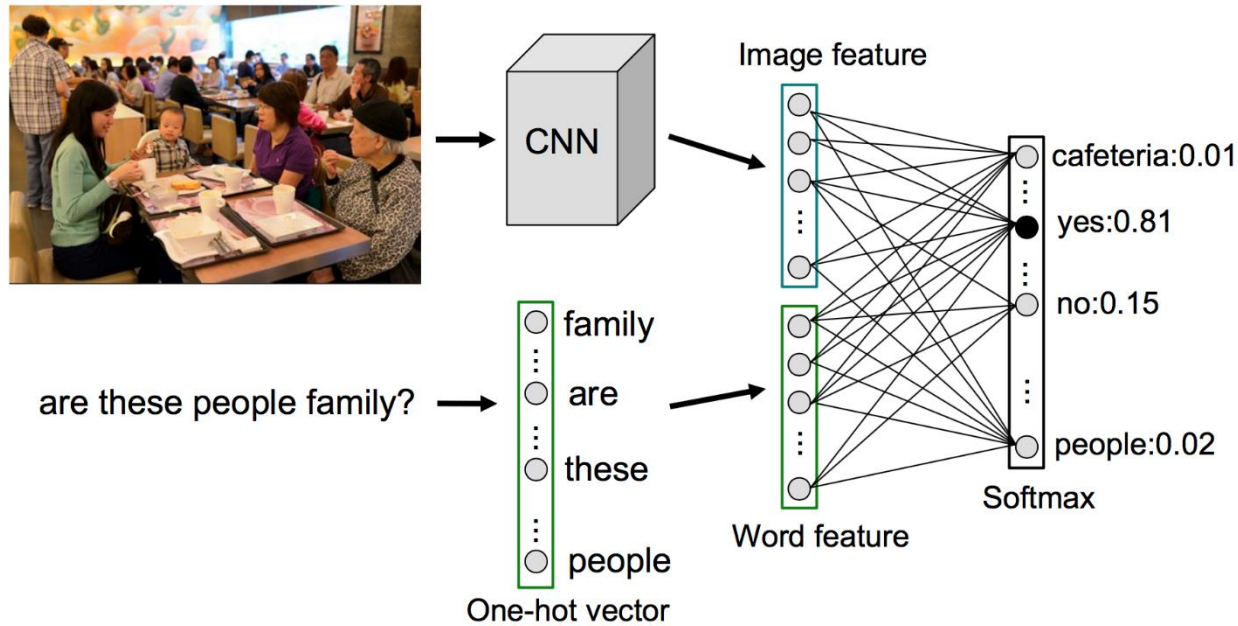 CNN
Image feature
cafeteria:0.01
yes:0.81
no:0.15
people:0.02
Softmax
are these people family?
family
are
these
people
One-hot vector
Word feature